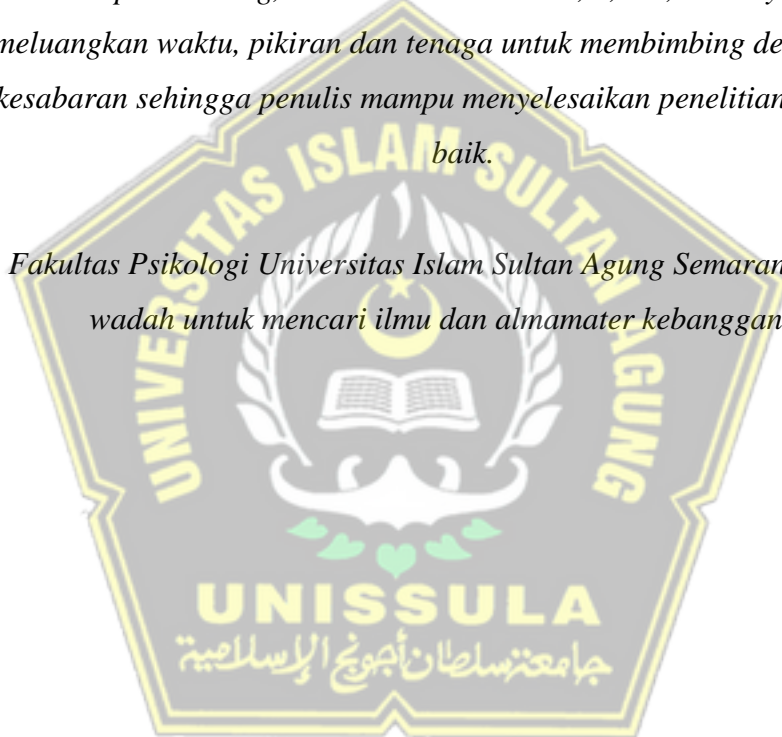 meluangkan waktu, pikiran dan tenaga untuk membimbing de
kesabaran sehingga penulis mampu menyelesaikan penelitian
baik.
Fakultas Psikologi Universitas Islam Sultan Agung Semaran
wadah untuk mencari ilmu dan almamater kebanggan
UNIVERSITAS ISLAM SULTAN AGUNG
UNISSULA
جامعة سلطان أجونج الإسلامية